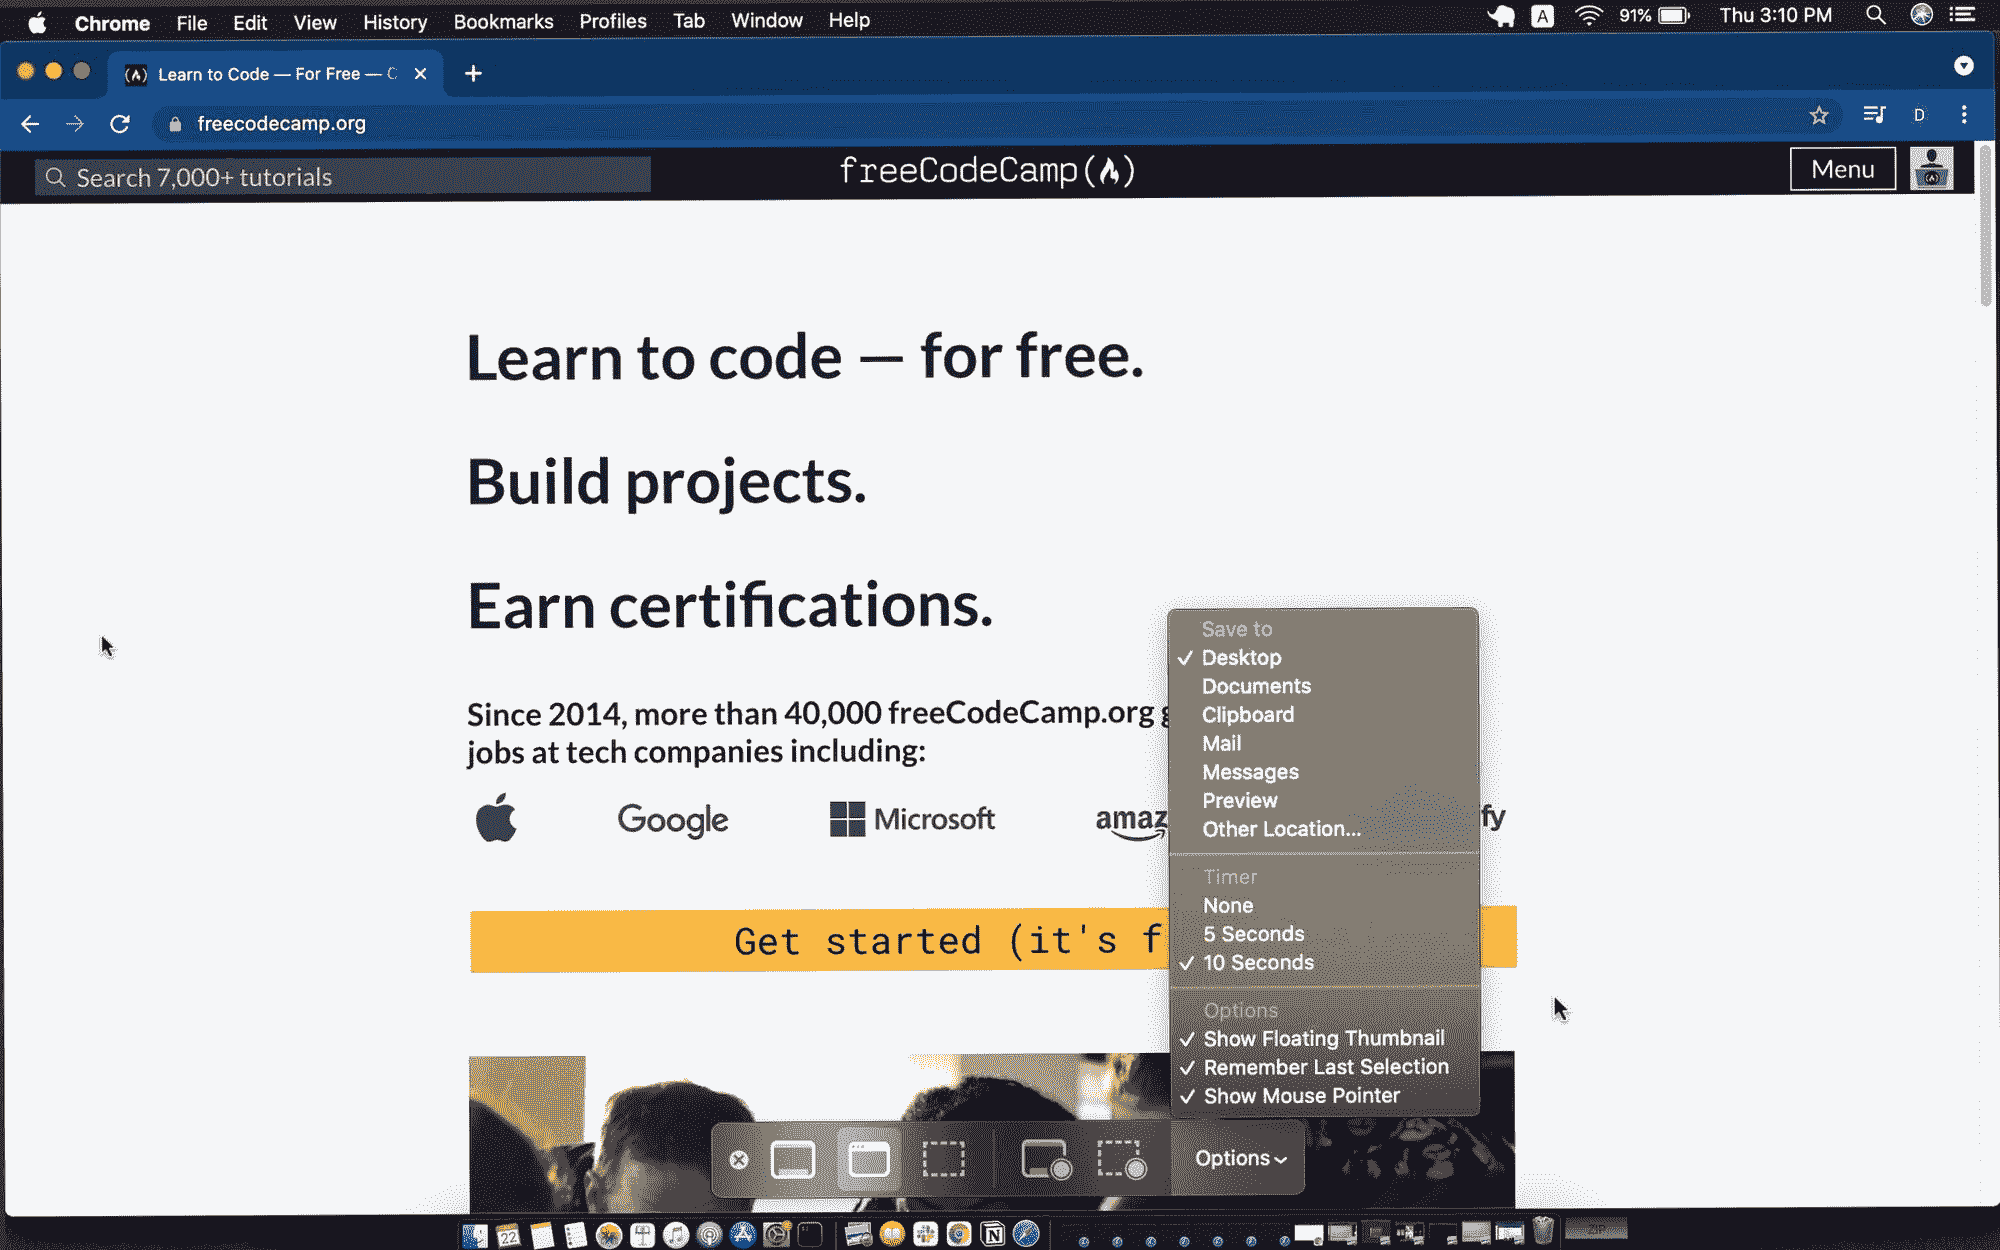 Chrome File Edit View History Bookmarks Profiles Tab Window Help A 91% Thu 3:10 PM
Learn to Code — For Free — C
freecodecamp.org D
Search 7,000+ tutorials freeCodeCamp Menu
Learn to code — for free.
Build projects.
Earn certifications.
Since 2014, more than 40,000 freeCodeCamp.org g
jobs at tech companies including:
Google Microsoft amaz fy
Get started (it's f
Save to
Desktop
Documents
Clipboard
Mail
Messages
Preview
Other Location...
Timer
None
5 Seconds
10 Seconds
Options
Show Floating Thumbnail
Remember Last Selection
Show Mouse Pointer
Options
22
ZIP